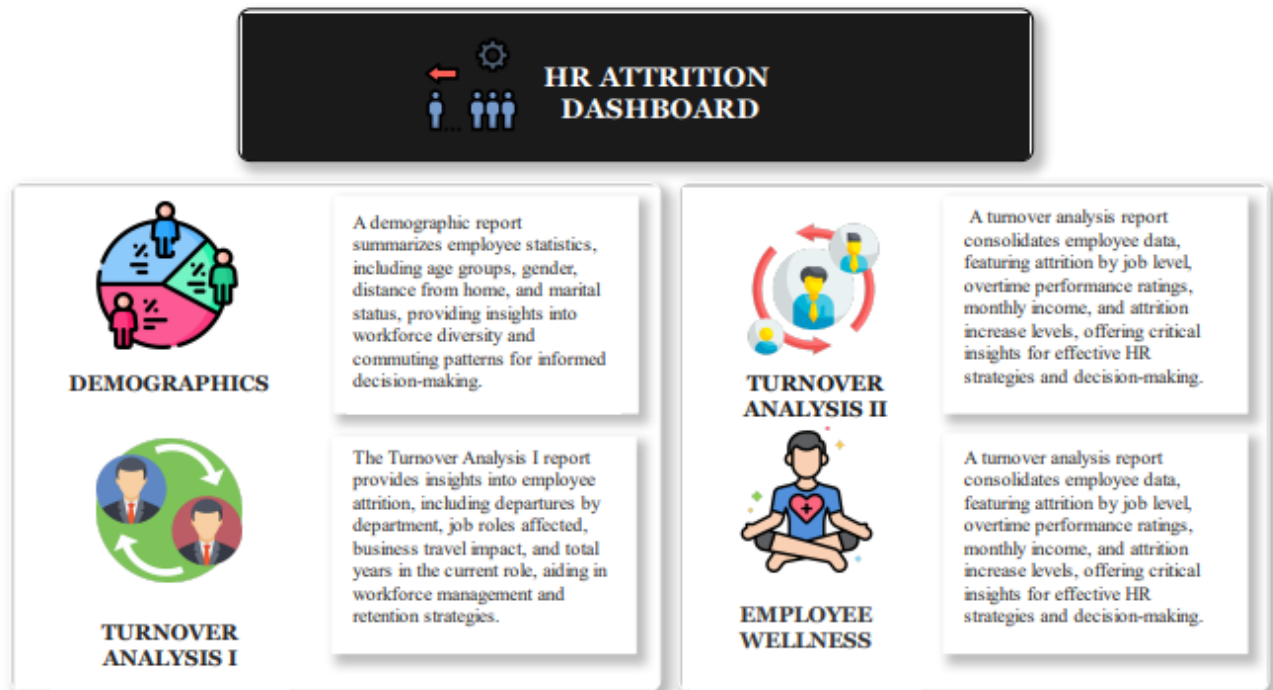 HR ATTRITION
DASHBOARD
A demographic report
summarizes employee statistics,
including age groups, gender,
distance from home, and marital
status, providing insights into
workforce diversity and
commuting patterns for informed
decision-making.
DEMOGRAPHICS
The Turnover Analysis I report
provides insights into employee
attrition, including departures by
department, job roles affected,
business travel impact, and total
years in the current role, aiding in
workforce management and
retention strategies.
TURNOVER
ANALYSIS I
A turnover analysis report
consolidates employee data,
featuring attrition by job level,
overtime performance ratings,
monthly income, and attrition
increase levels, offering critical
insights for effective HR
strategies and decision-making.
TURNOVER
ANALYSIS II
A turnover analysis report
consolidates employee data,
featuring attrition by job level,
overtime performance ratings,
monthly income, and attrition
increase levels, offering critical
insights for effective HR
strategies and decision-making.
EMPLOYEE
WELLNESS